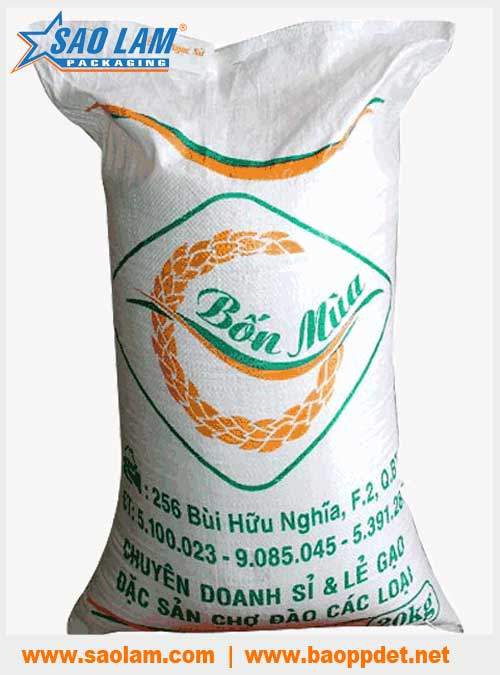 SAO LAM®
PACKAGING
Bốn Mùa
: 256 Bùi Hữu Nghĩa, F.2, Q.B
ĐT: 5.100.023 - 9.085.045 - 5.391.28
CHUYÊN DOANH SỈ & LẺ GẠO
ĐẶC SẢN CHỢ ĐÀO CÁC LOẠI
(20kg)
www.saolam.com | www.baoppdet.net